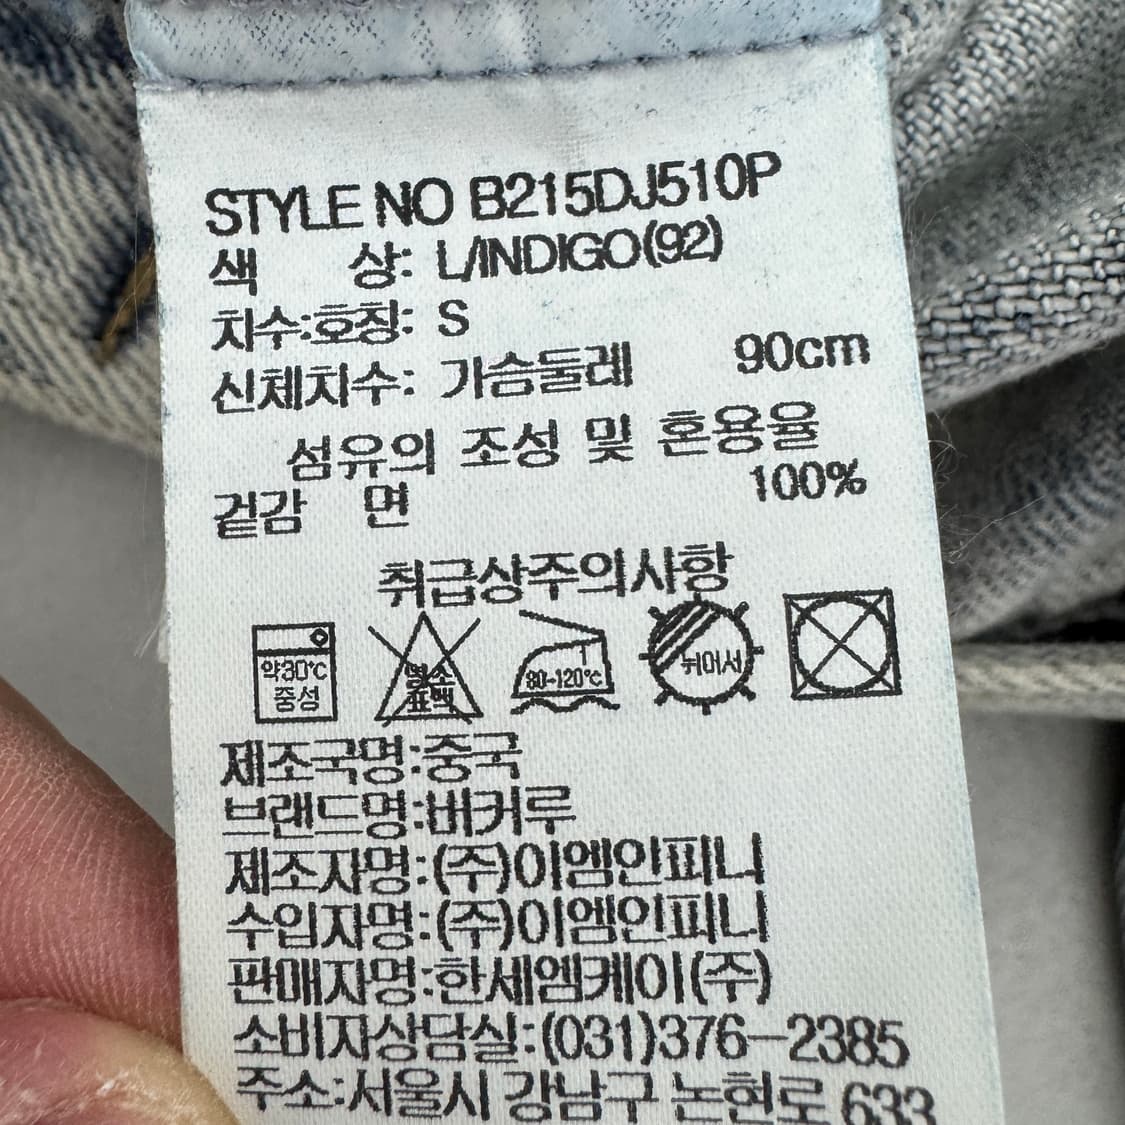 STYLE NO B215DJ510P
색 상: L/INDIGO(92)
치수:호칭: S
신체치수: 가슴둘레 90cm
섬유의 조성 및 혼용율
겉감 면 100%
취급상주의사항
약30℃
중성
염소
표백
80~120℃
뉘어서
제조국명:중국
브랜드명:버커루
제조자명:(주)이엠인피니
수입자명:(주)이엠인피니
판매자명:한세엠케이(주)
소비자상담실:(031)376-2385
주소:서울시 강남구 논현로 633